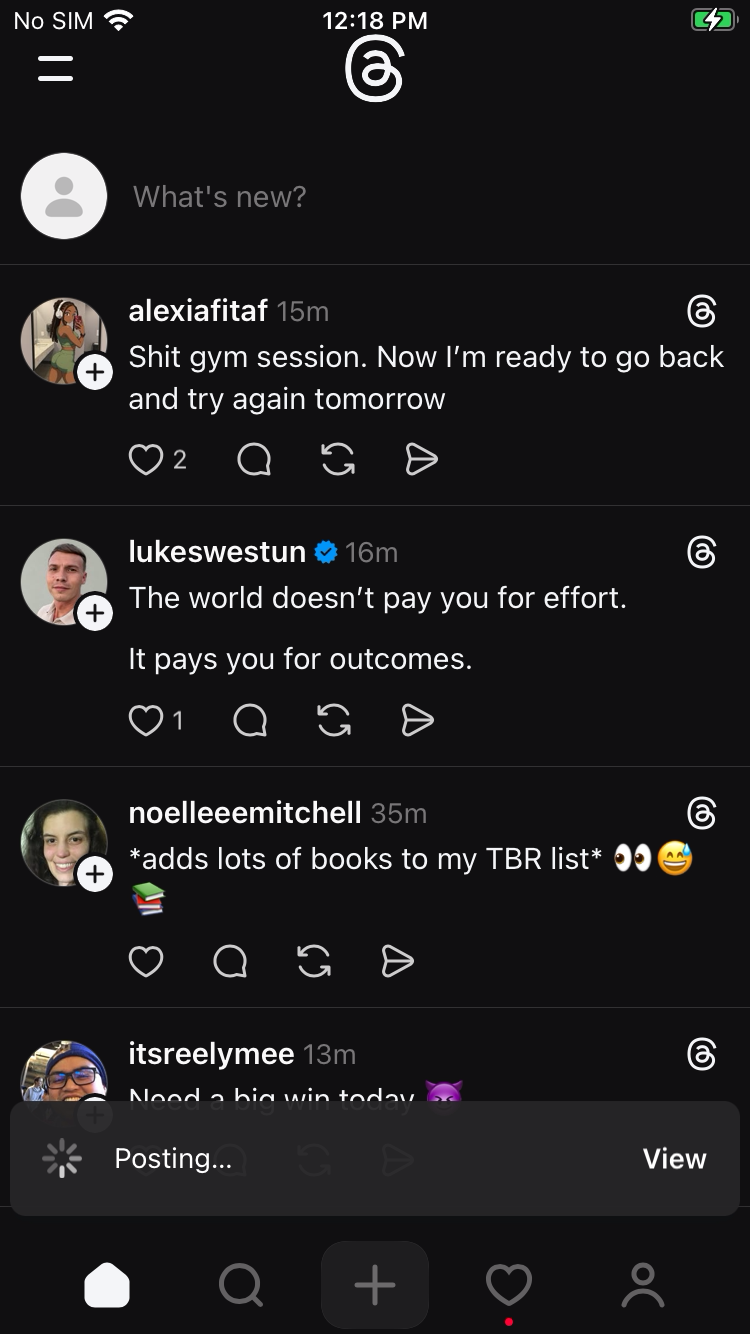 No SIM 12:18 PM
What's new?
alexiafitaf 15m
Shit gym session. Now I’m ready to go back
and try again tomorrow
2
lukeswestun 16m
The world doesn’t pay you for effort.
It pays you for outcomes.
1
noelleeemitchell 35m
*adds lots of books to my TBR list* 👀😅
📚
itsreelymee 13m
Need a big win today 😈
Posting... View